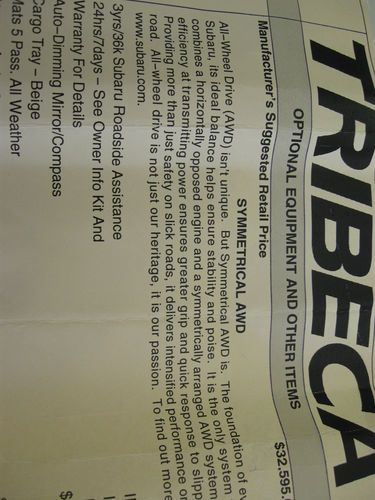 TRIBECA
OPTIONAL EQUIPMENT AND OTHER ITEMS
Manufacturer's Suggested Retail Price
$32,595.
SYMMETRICAL AWD
All-Wheel Drive (AWD) isn't unique. But Symmetrical AWD is. The foundation of
Subaru, its ideal balance helps ensure stability and poise. It is the only system
combines a horizontally opposed engine and a symmetrically arranged AWD system
efficiency at transmitting power ensures greater grip and quick response to
Providing more than just safety on slick roads, it delivers intensified performance
road. All-wheel drive is not just our heritage, it is our passion. To find out more
www.subaru.com.
3yrs/36k Subaru Roadside Assistance
24hrs/7days - See Owner Info Kit And
Warranty For Details
Auto-Dimming Mirror/Compass
Cargo Tray - Beige
Mats 5 Pass. All Weather